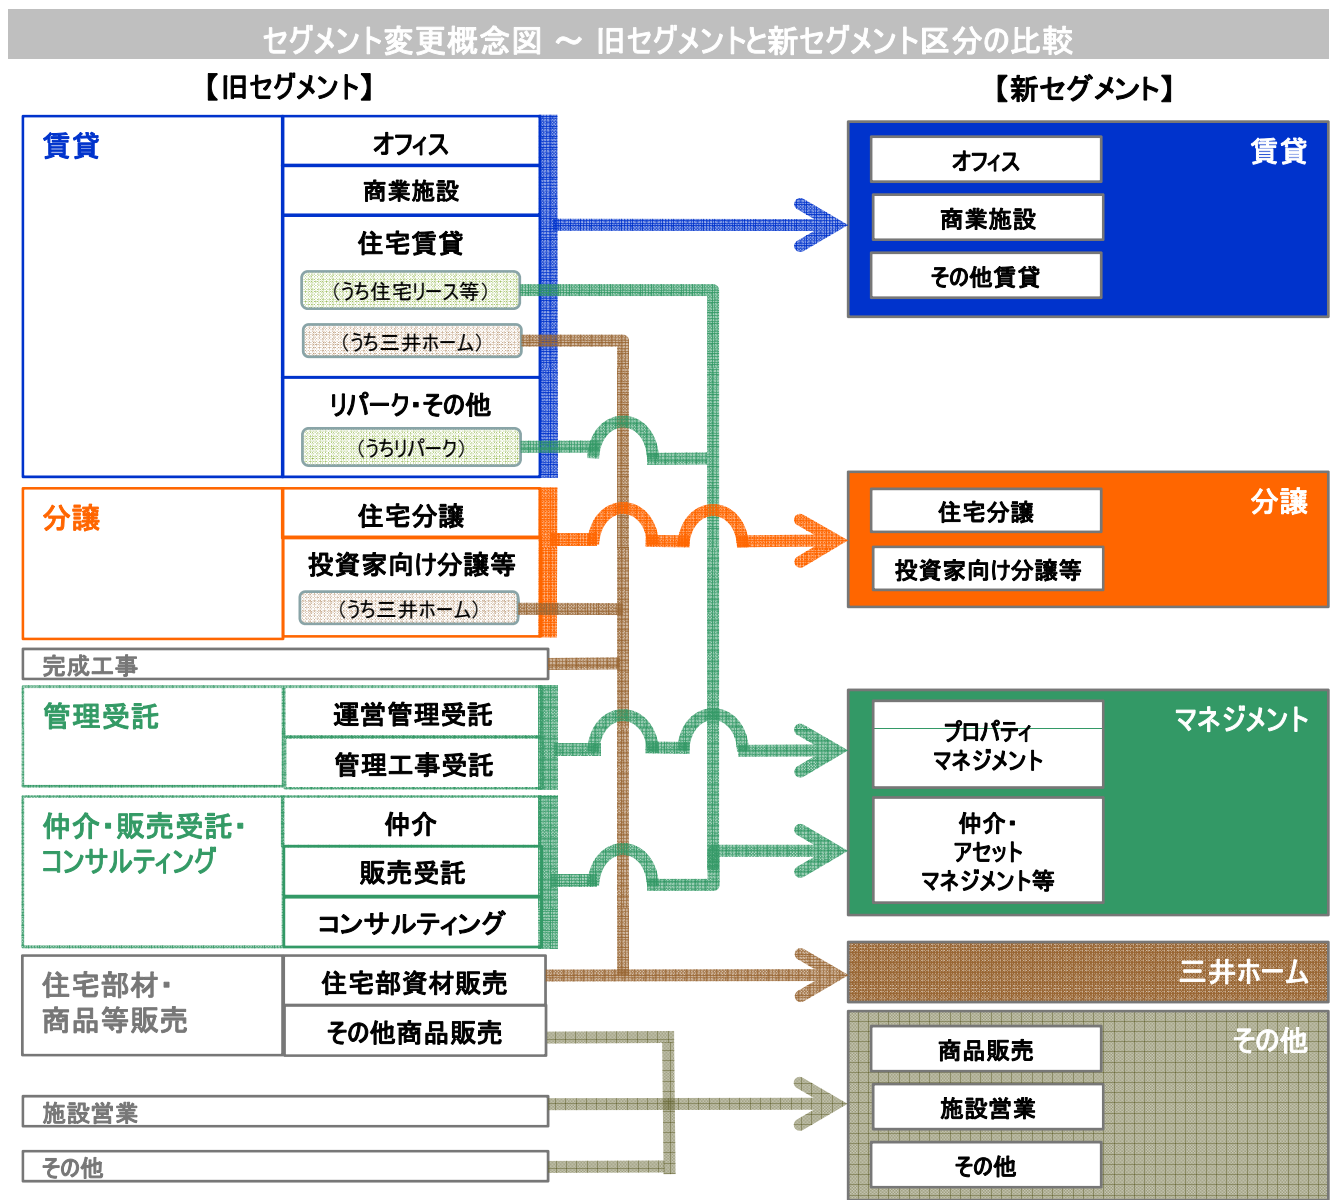 セグメント変更概念図 ～ 旧セグメントと新セグメント区分の比較
【旧セグメント】
賃貸
オフィス
商業施設
住宅賃貸
（うち住宅リース等）
（うち三井ホーム）
リパーク・その他
（うちリパーク）
分譲
住宅分譲
投資家向け分譲等
（うち三井ホーム）
完成工事
管理受託
運営管理受託
管理工事受託
仲介・販売受託・
コンサルティング
仲介
販売受託
コンサルティング
住宅部材・
商品等販売
住宅部資材販売
その他商品販売
施設営業
その他
【新セグメント】
賃貸
オフィス
商業施設
その他賃貸
分譲
住宅分譲
投資家向け分譲等
マネジメント
プロパティ
マネジメント
仲介・
アセット
マネジメント等
三井ホーム
その他
商品販売
施設営業
その他